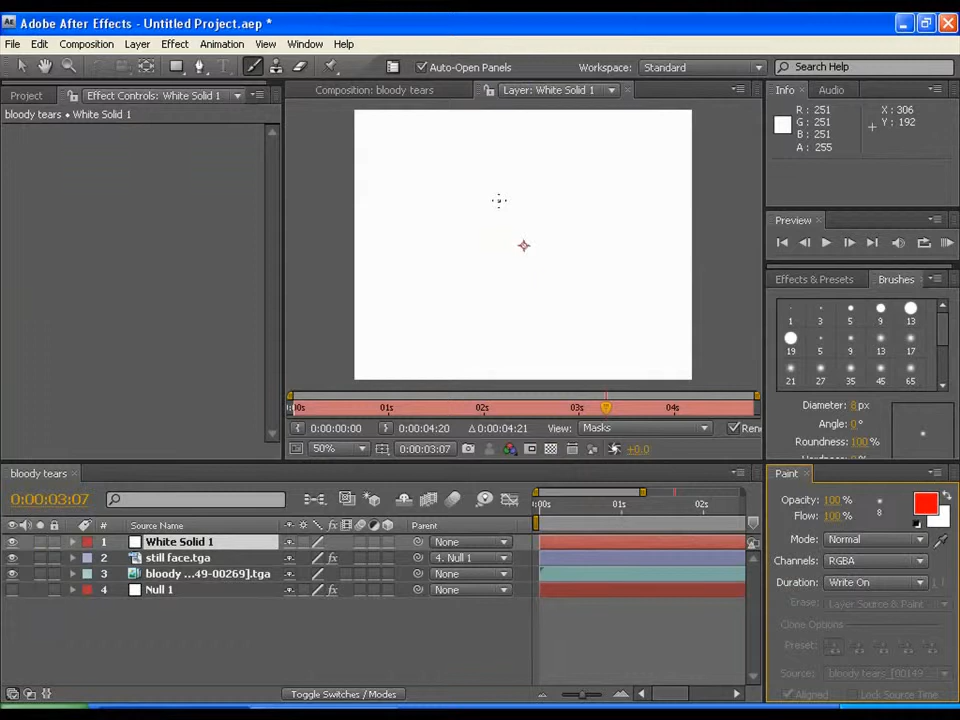 Adobe After Effects - Untitled Project.aep *
File Edit Composition Layer Effect Animation View Window Help
Auto-Open Panels Workspace: Standard Search Help
Project Effect Controls: White Solid 1
bloody tears • White Solid 1
Composition: bloody tears Layer: White Solid 1
Info Audio
R: 251 X: 306
G: 251 Y: 192
B: 251
A: 255
Preview
Effects & Presets Brushes
1 3 5 9 13
19 5 9 13 17
21 27 35 45 65
Diameter: 8 px
Angle: 0°
Roundness: 100 %
00s 01s 02s 03s 04s
0:00:00:00 0:00:04:20 Δ 0:00:04:21 View: Masks Ren
50% 0:00:03:07 +0.0
bloody tears
0:00:03:07
00s 01s 02s
# Source Name Parent
1 White Solid 1 None
2 still face.tga 4. Null 1
3 bloody ...49-00269].tga None
4 Null 1 None
Toggle Switches / Modes
Paint
Opacity: 100 %
Flow: 100 % 8
Mode: Normal
Channels: RGBA
Duration: Write On
Erase: Layer Source & Paint
Clone Options
Preset:
Source: bloody tears_[00149
Aligned Lock Source Time